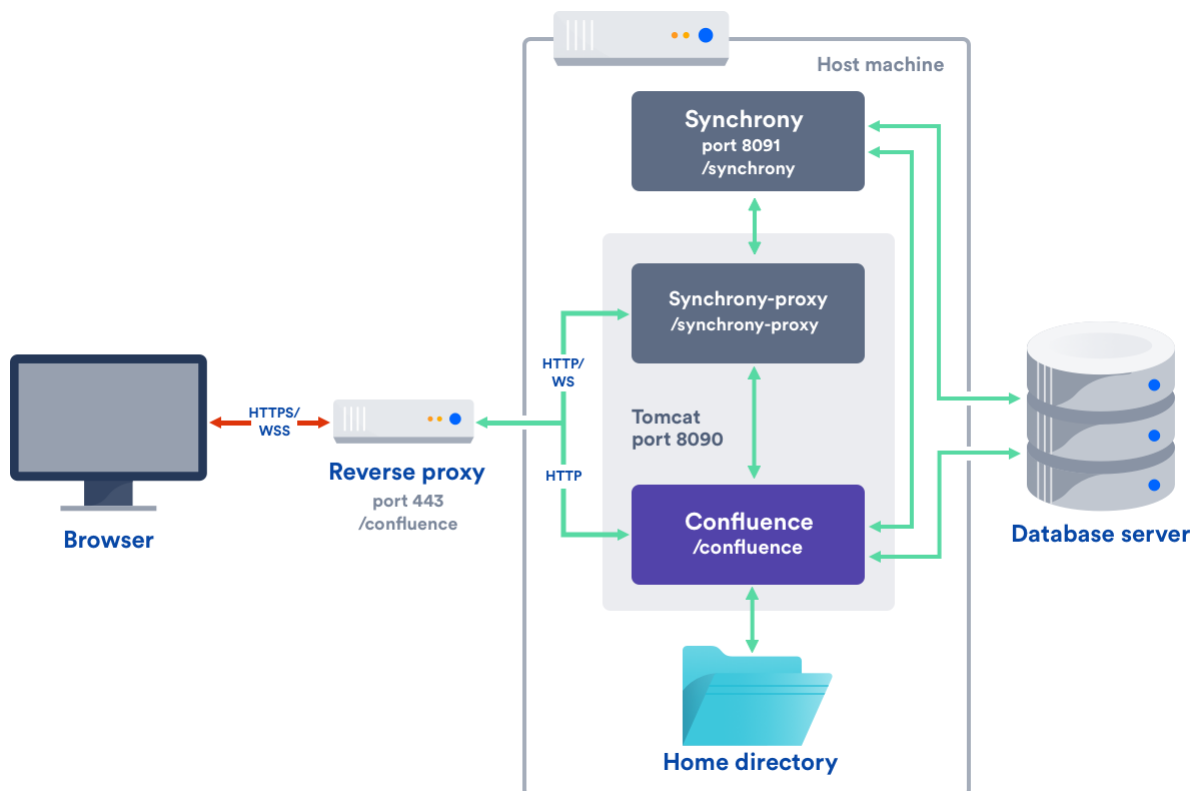 Host machine
Synchrony
port 8091
/synchrony
Synchrony-proxy
/synchrony-proxy
HTTP/
WS
HTTPS/
WSS
Tomcat
port 8090
Reverse proxy
port 443
/confluence
HTTP
Browser
Confluence
/confluence
Database server
Home directory